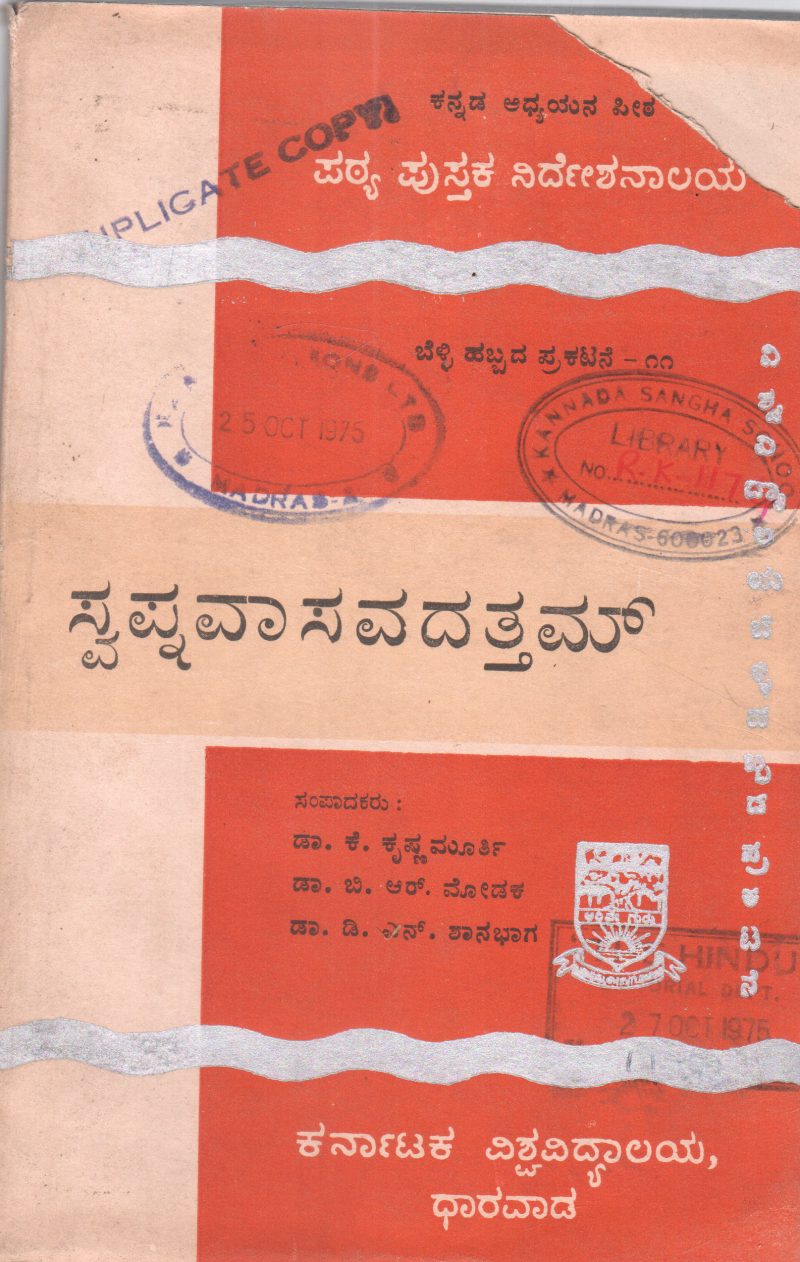 ಕನ್ನಡ ಅಧ್ಯಯನ ಪೀಠ
COPY
ಪಠ್ಯ ಪುಸ್ತಕ ನಿರ್ದೇಶನಾಲಯ
ಬೆಳ್ಳಿ ಹಬ್ಬದ ಪ್ರಕಟನೆ - ೧೧
LTD
25 OCT 1975
MADRAS-
KANNADA SANGHA
LIBRARY
NO. R.K. 117
MADRAS-600023
ಸ್ವಪ್ನವಾಸವದತ್ತಮ್
ಸಂಪಾದಕರು :
ಡಾ. ಕೆ. ಕೃಷ್ಣಮೂರ್ತಿ
ಡಾ. ಬಿ. ಆರ್. ಮೋಡಕ
ಡಾ. ಡಿ. ಎನ್. ಶಾನಭಾಗ
HINDU
27 OCT 1975
ಕರ್ನಾಟಕ ವಿಶ್ವವಿದ್ಯಾಲಯ,
ಧಾರವಾಡ